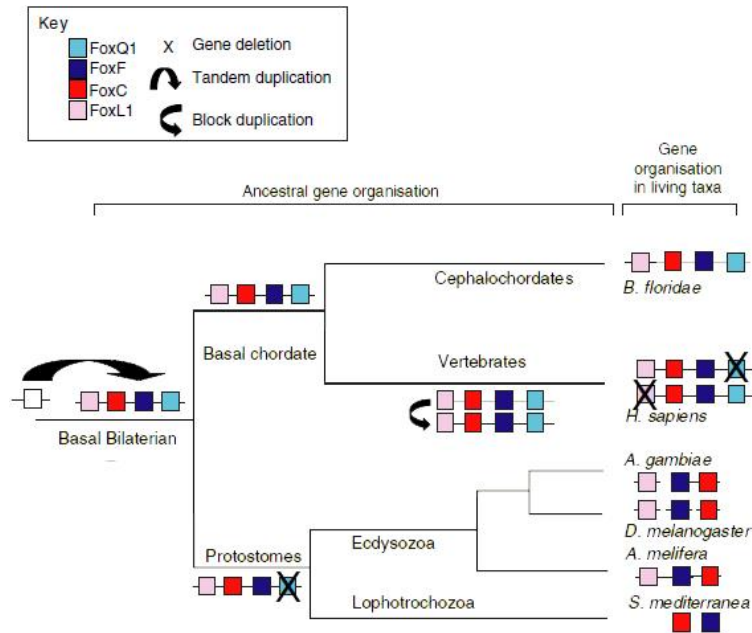 Key
FoxQ1
FoxF
FoxC
FoxL1
X Gene deletion
Tandem duplication
Block duplication
Gene
organisation
in living taxa
Ancestral gene organisation
Cephalochordates
B. floridae
Basal chordate
Vertebrates
H. sapiens
Basal Bilaterian
A. gambiae
D. melanogaster
Ecdysozoa
Protostomes
A. melifera
Lophotrochozoa
S. mediterranea